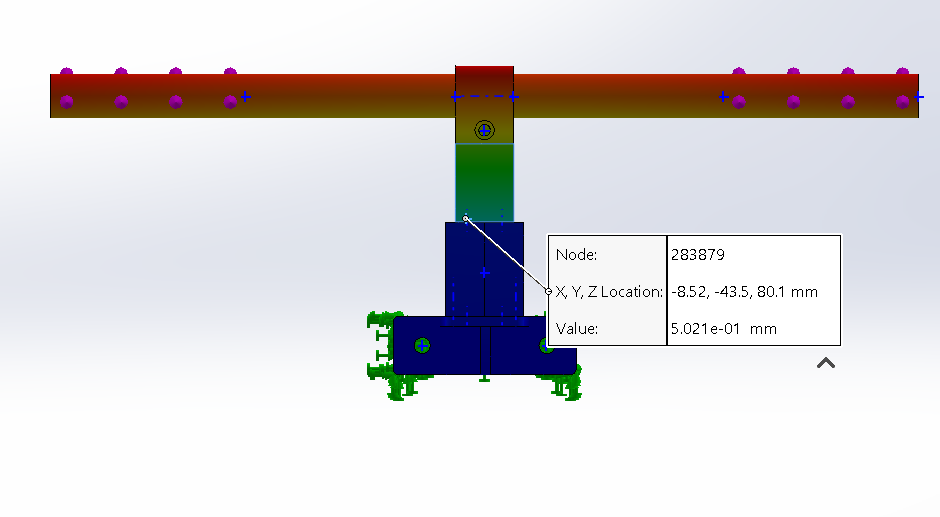 Node: 283879
X, Y, Z Location: -8.52, -43.5, 80.1 mm
Value: 5.021e-01 mm